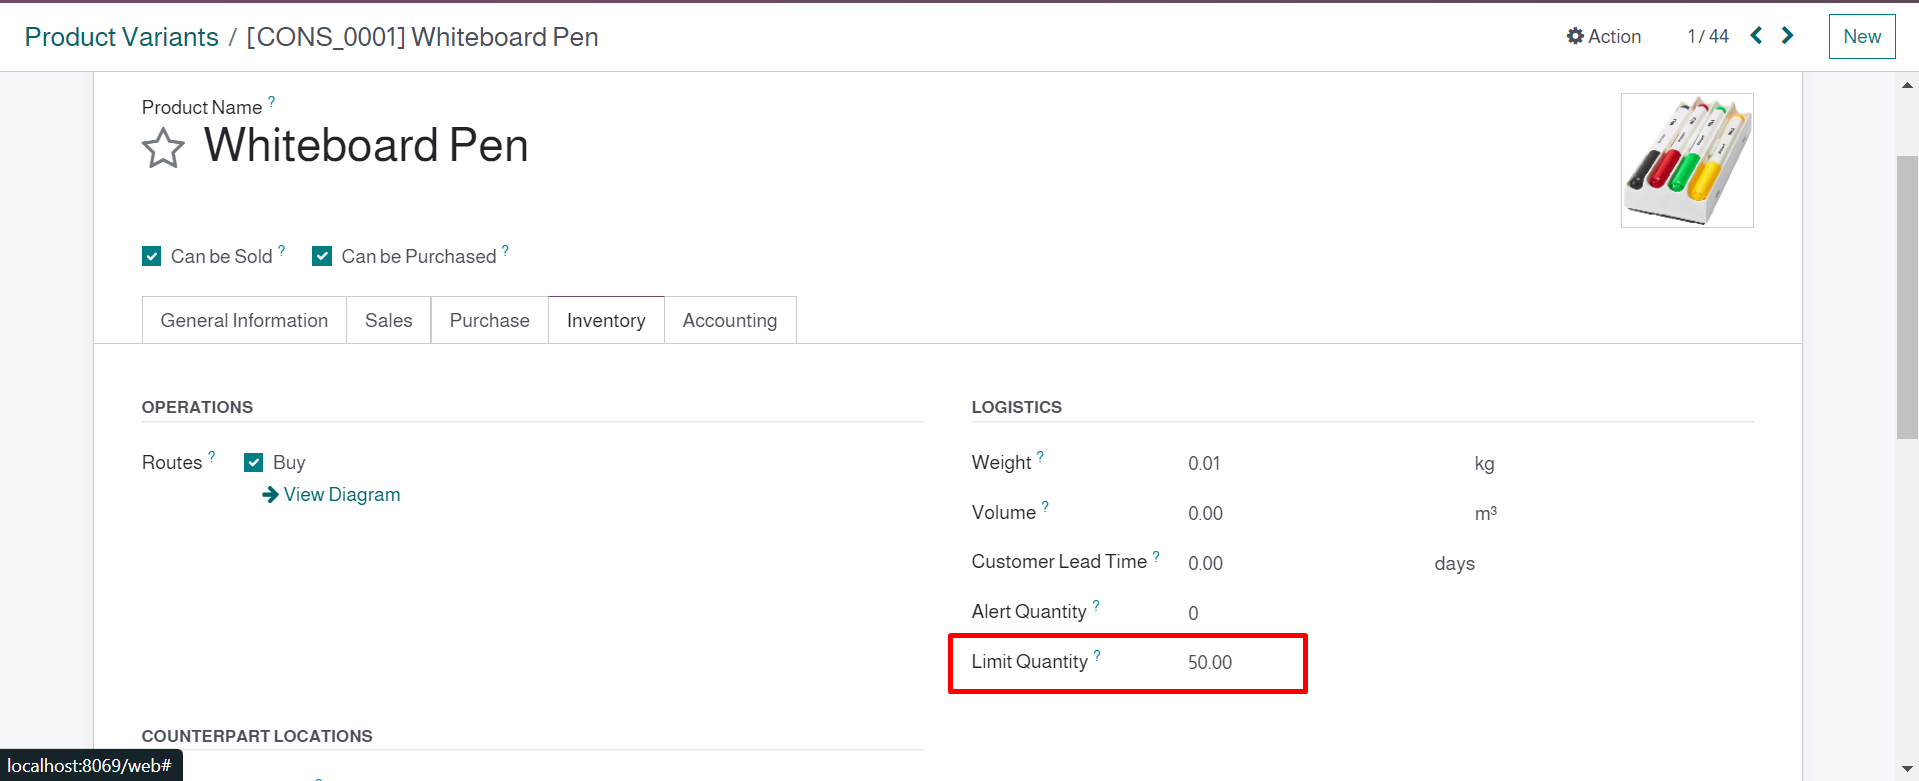 Product Variants / [CONS_0001] Whiteboard Pen
Action 1 / 44 New
Product Name ?
Whiteboard Pen
Can be Sold ? Can be Purchased ?
General Information Sales Purchase Inventory Accounting
OPERATIONS
Routes ? Buy
View Diagram
LOGISTICS
Weight ? 0.01 kg
Volume ? 0.00 m³
Customer Lead Time ? 0.00 days
Alert Quantity ? 0
Limit Quantity ? 50.00
COUNTERPART LOCATIONS
localhost:8069/web#